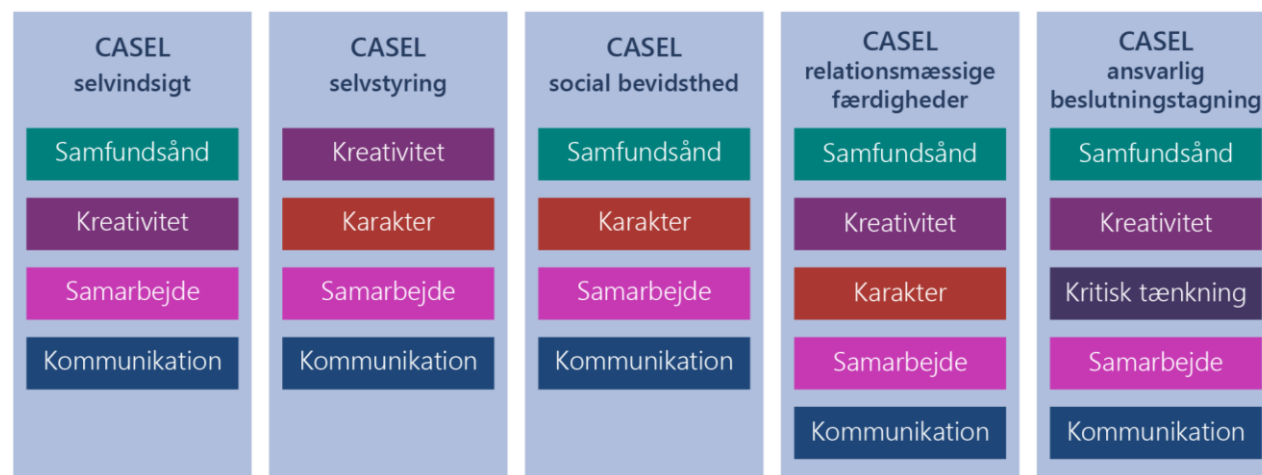 CASEL
selvindsigt
Samfundsånd
Kreativitet
Samarbejde
Kommunikation
CASEL
selvstyring
Kreativitet
Karakter
Samarbejde
Kommunikation
CASEL
social bevidsthed
Samfundsånd
Karakter
Samarbejde
Kommunikation
CASEL
relationsmæssige
færdigheder
Samfundsånd
Kreativitet
Karakter
Samarbejde
Kommunikation
CASEL
ansvarlig
beslutningstagning
Samfundsånd
Kreativitet
Kritisk tænkning
Samarbejde
Kommunikation